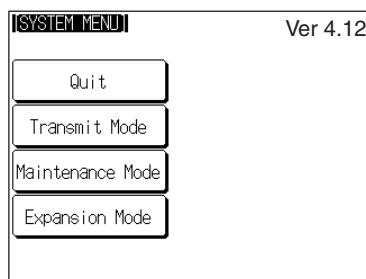 [SYSTEM MENU]
Ver 4.12
Quit
Transmit Mode
Maintenance Mode
Expansion Mode